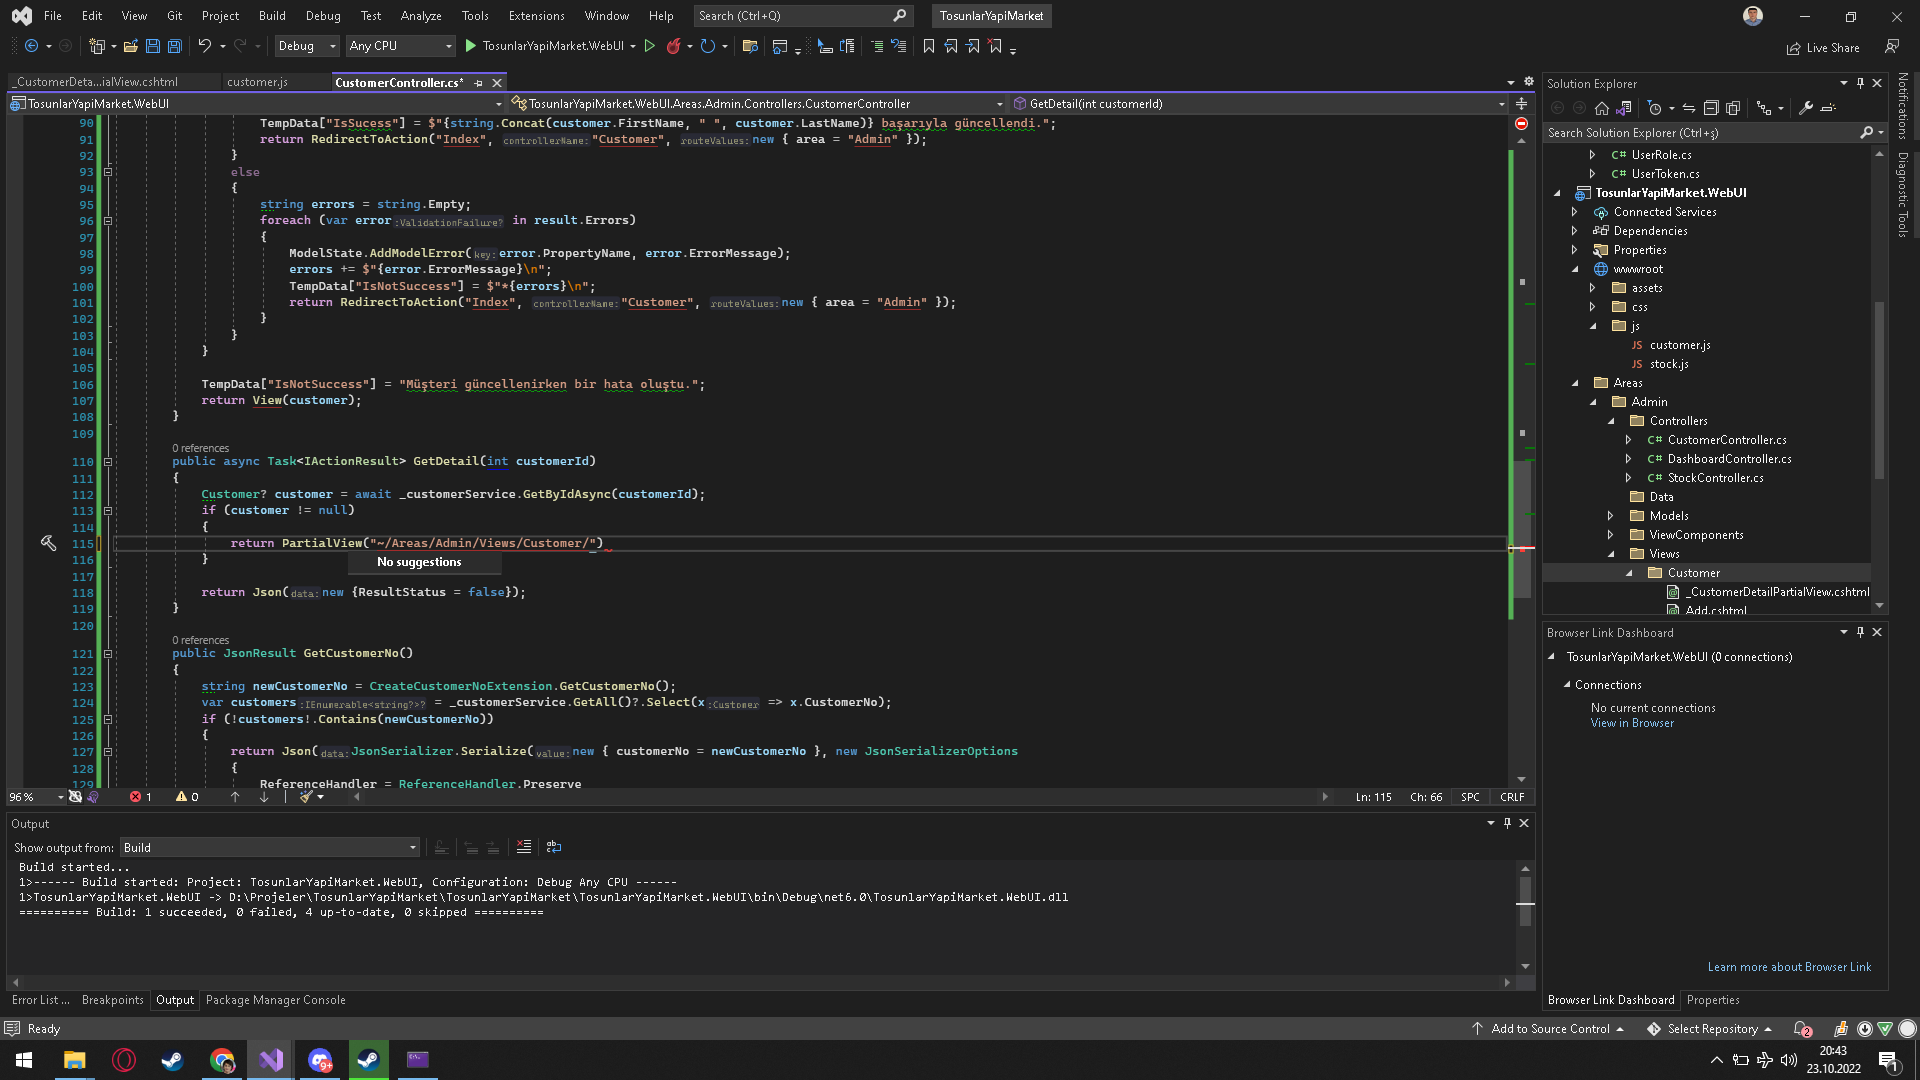 File Edit View Git Project Build Debug Test Analyze Tools Extensions Window Help Search (Ctrl+Q) TosunlarYapiMarket
Debug Any CPU TosunlarYapiMarket.WebUI Live Share
_CustomerDeta...ialView.cshtml customer.js CustomerController.cs*
TosunlarYapiMarket.WebUI TosunlarYapiMarket.WebUI.Areas.Admin.Controllers.CustomerController GetDetail(int customerId)
90 TempData["IsSucess"] = $"{string.Concat(customer.FirstName, " ", customer.LastName)} başarıyla güncellendi.";
91 return RedirectToAction("Index", controllerName: "Customer", routeValues: new { area = "Admin" });
92 }
93 else
94 {
95 string errors = string.Empty;
96 foreach (var error :ValidationFailure? in result.Errors)
97 {
98 ModelState.AddModelError(key: error.PropertyName, error.ErrorMessage);
99 errors += $"{error.ErrorMessage}\n";
100 TempData["IsNotSuccess"] = $"*{errors}\n";
101 return RedirectToAction("Index", controllerName: "Customer", routeValues: new { area = "Admin" });
102 }
103 }
104 }
105
106 TempData["IsNotSuccess"] = "Müşteri güncellenirken bir hata oluştu.";
107 return View(customer);
108 }
109
0 references
110 public async Task<IActionResult> GetDetail(int customerId)
111 {
112 Customer? customer = await _customerService.GetByIdAsync(customerId);
113 if (customer != null)
114 {
115 return PartialView("~/Areas/Admin/Views/Customer/")
116 }
No suggestions
117
118 return Json(data: new {ResultStatus = false});
119 }
120
0 references
121 public JsonResult GetCustomerNo()
122 {
123 string newCustomerNo = CreateCustomerNoExtension.GetCustomerNo();
124 var customers :IEnumerable<string?>? = _customerService.GetAll()?.Select(x :Customer => x.CustomerNo);
125 if (!customers!.Contains(newCustomerNo))
126 {
127 return Json(data: JsonSerializer.Serialize(value: new { customerNo = newCustomerNo }, new JsonSerializerOptions
128 {
129 ReferenceHandler = ReferenceHandler.Preserve
96 % 1 0 Ln: 115 Ch: 66 SPC CRLF
Output
Show output from: Build
Build started...
1>------ Build started: Project: TosunlarYapiMarket.WebUI, Configuration: Debug Any CPU ------
1>TosunlarYapiMarket.WebUI -> D:\Projeler\TosunlarYapiMarket\TosunlarYapiMarket\TosunlarYapiMarket.WebUI\bin\Debug\net6.0\TosunlarYapiMarket.WebUI.dll
========== Build: 1 succeeded, 0 failed, 4 up-to-date, 0 skipped ==========
Error List ... Breakpoints Output Package Manager Console
Solution Explorer
Search Solution Explorer (Ctrl+ş)
C# UserRole.cs
C# UserToken.cs
TosunlarYapiMarket.WebUI
Connected Services
Dependencies
Properties
wwwroot
assets
css
js
JS customer.js
JS stock.js
Areas
Admin
Controllers
C# CustomerController.cs
C# DashboardController.cs
C# StockController.cs
Data
Models
ViewComponents
Views
Customer
_CustomerDetailPartialView.cshtml
Add.cshtml
Browser Link Dashboard
TosunlarYapiMarket.WebUI (0 connections)
Connections
No current connections
View in Browser
Learn more about Browser Link
Browser Link Dashboard Properties
Notifications
Diagnostic Tools
Ready Add to Source Control Select Repository 2
9+
20:43
23.10.2022
1